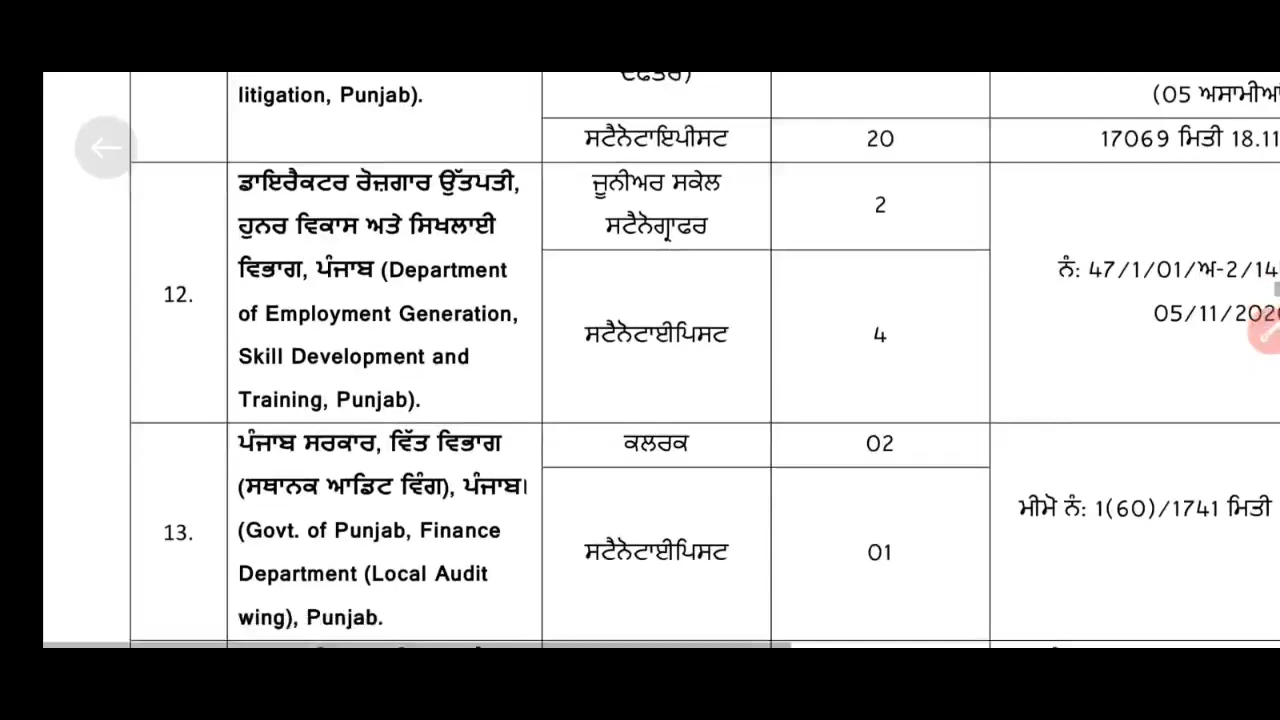 litigation, Punjab).
(05 ਅਸਾਮੀਆਂ
ਸਟੈਨੋਟਾਇਪੀਸਟ
20
17069 ਮਿਤੀ 18.11
12.
ਡਾਇਰੈਕਟਰ ਰੋਜ਼ਗਾਰ ਉੱਤਪਤੀ,
ਹੁਨਰ ਵਿਕਾਸ ਅਤੇ ਸਿਖਲਾਈ
ਵਿਭਾਗ, ਪੰਜਾਬ (Department
of Employment Generation,
Skill Development and
Training, Punjab).
ਜੂਨੀਅਰ ਸਕੇਲ
ਸਟੈਨੋਗ੍ਰਾਫਰ
2
ਸਟੈਨੋਟਾਈਪਿਸਟ
4
ਨੰ: 47/1/01/ਅ-2/14
05/11/202
13.
ਪੰਜਾਬ ਸਰਕਾਰ, ਵਿੱਤ ਵਿਭਾਗ
(ਸਥਾਨਕ ਆਡਿਟ ਵਿੰਗ), ਪੰਜਾਬ।
(Govt. of Punjab, Finance
Department (Local Audit
wing), Punjab.
ਕਲਰਕ
02
ਸਟੈਨੋਟਾਈਪਿਸਟ
01
ਮੀਮੋ ਨੰ: 1(60)/1741 ਮਿਤੀ